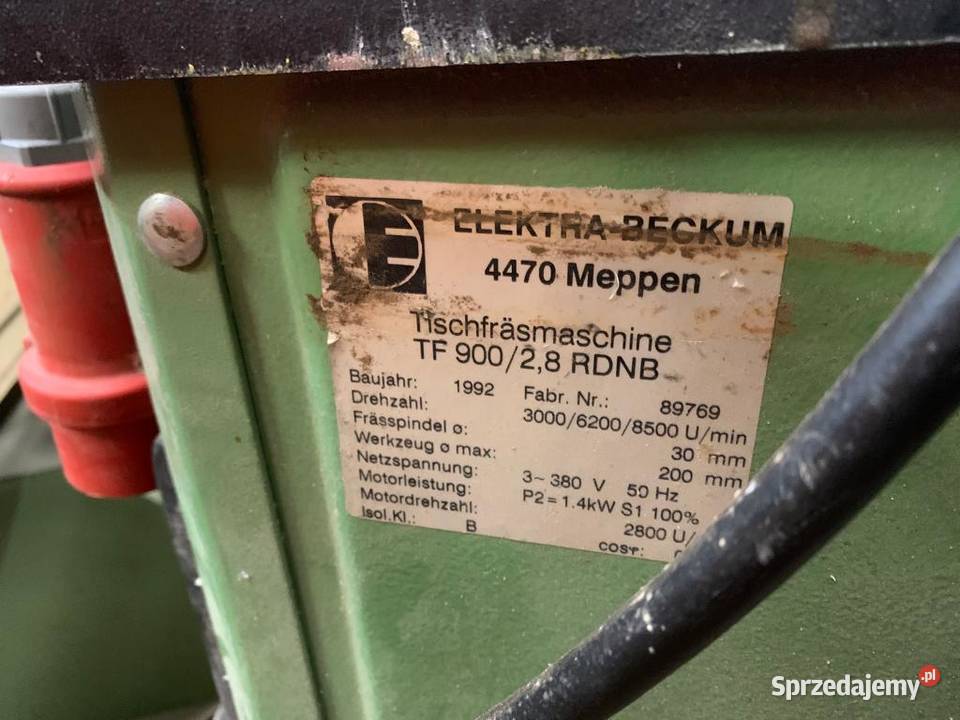 E ELEKTRA-BECKUM
4470 Meppen
Tischfräsmaschine
TF 900/2,8 RDNB
Baujahr: 1992 Fabr. Nr.: 89769
Drehzahl: 3000/6200/8500 U/min
Frässpindel ø: 30 mm
Werkzeug ø max: 200 mm
Netzspannung: 3~ 380 V 50 Hz
Motorleistung: P2=1.4kW S1 100%
Motordrehzahl: 2800 U/
Isol.Kl.: B cosφ:
Sprzedajemy.pl